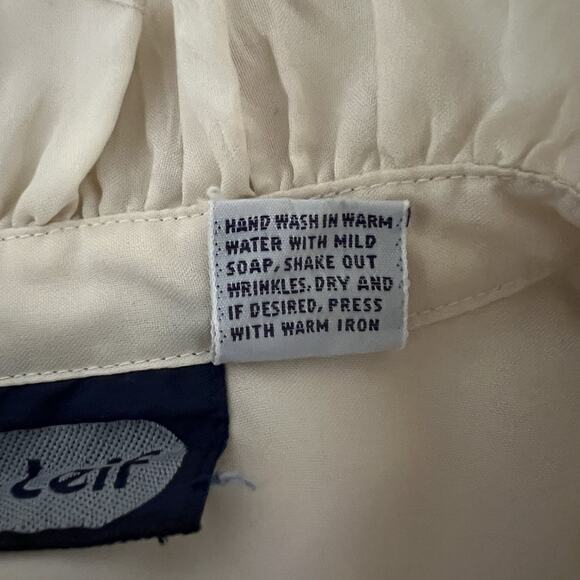 HAND WASH IN WARM
WATER WITH MILD
SOAP, SHAKE OUT
WRINKLES, DRY AND
IF DESIRED, PRESS
WITH WARM IRON
leif